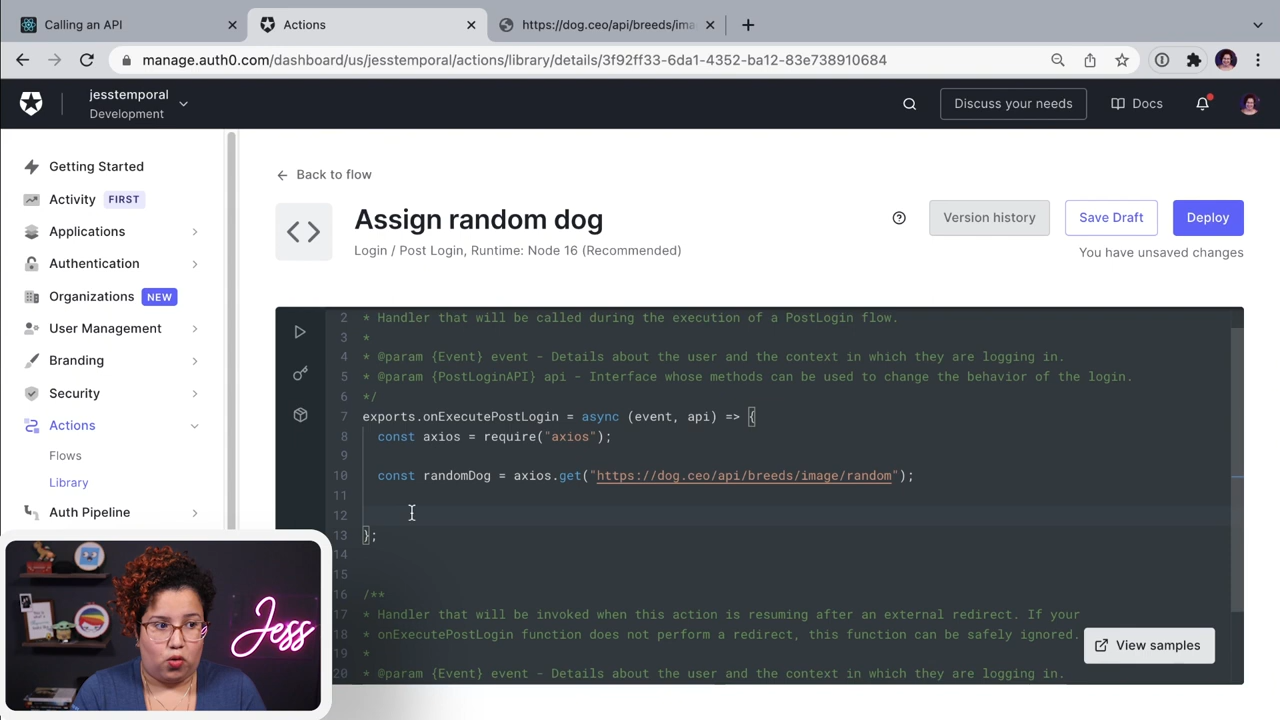 Calling an API
Actions
https://dog.ceo/api/breeds/ima
manage.auth0.com/dashboard/us/jesstemporal/actions/library/details/3f92ff33-6da1-4352-ba12-83e738910684
jesstemporal
Development
Discuss your needs
Docs
Getting Started
Activity FIRST
Applications
Authentication
Organizations NEW
User Management
Branding
Security
Actions
Flows
Library
Auth Pipeline
Back to flow
Assign random dog
Login / Post Login, Runtime: Node 16 (Recommended)
Version history
Save Draft
Deploy
You have unsaved changes
2 * Handler that will be called during the execution of a PostLogin flow.
3 *
4 * @param {Event} event - Details about the user and the context in which they are logging in.
5 * @param {PostLoginAPI} api - Interface whose methods can be used to change the behavior of the login.
6 */
7 exports.onExecutePostLogin = async (event, api) => {
8 const axios = require("axios");
9
10 const randomDog = axios.get("https://dog.ceo/api/breeds/image/random");
11
12
13 };
14
15
16 /**
17 * Handler that will be invoked when this action is resuming after an external redirect. If your
18 * onExecutePostLogin function does not perform a redirect, this function can be safely ignored.
19 *
20 * @param {Event} event - Details about the user and the context in which they are logging in.
View samples
Jess